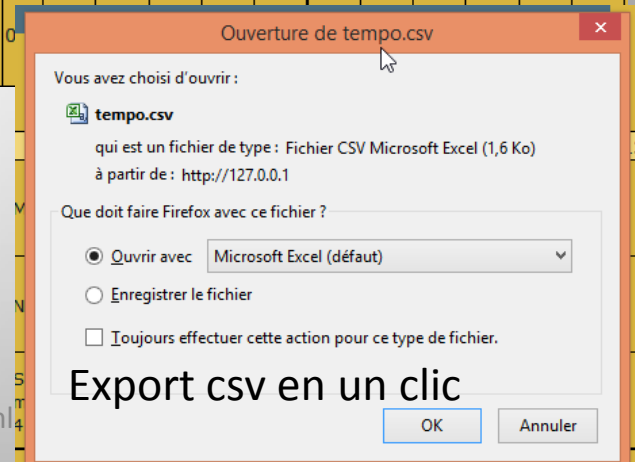 Ouverture de tempo.csv
Vous avez choisi d'ouvrir :
tempo.csv
qui est un fichier de type : Fichier CSV Microsoft Excel (1,6 Ko)
à partir de : http://127.0.0.1
Que doit faire Firefox avec ce fichier ?
Ouvrir avec Microsoft Excel (défaut)
Enregistrer le fichier
Toujours effectuer cette action pour ce type de fichier.
Export csv en un clic
OK Annuler